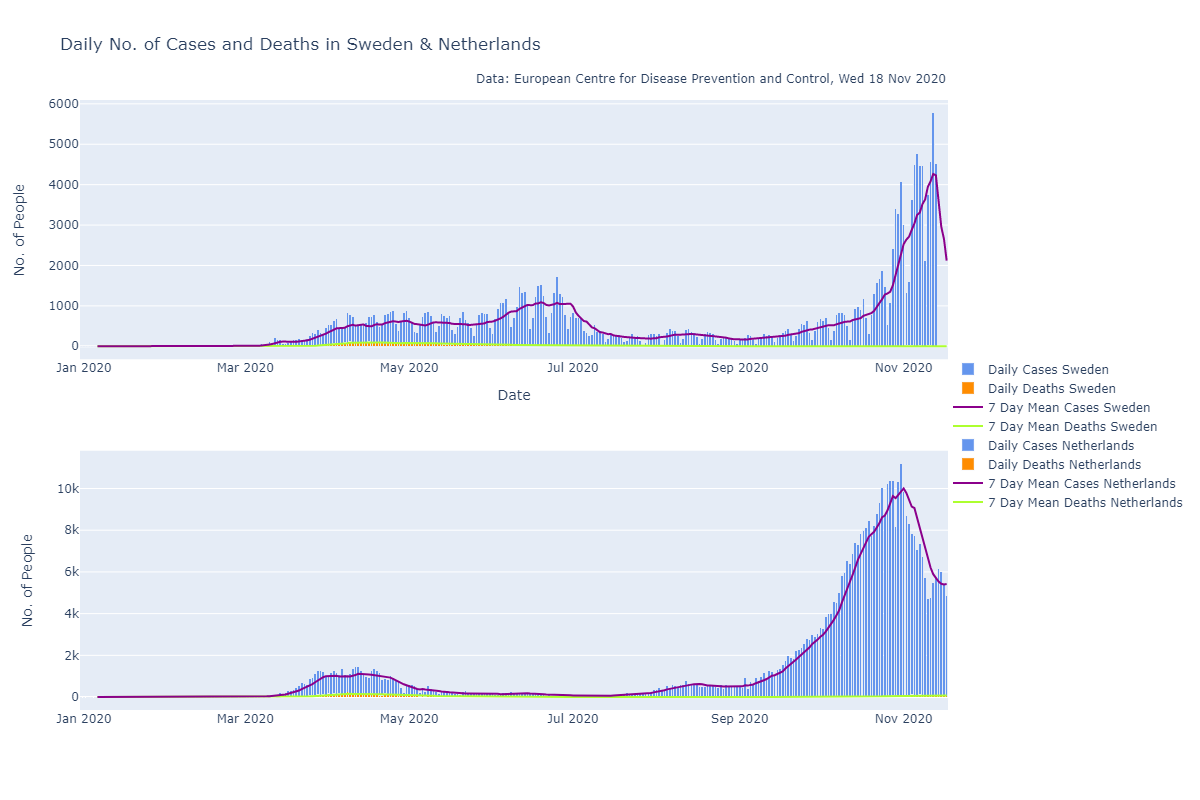 Daily No. of Cases and Deaths in Sweden & Netherlands
Data: European Centre for Disease Prevention and Control, Wed 18 Nov 2020
6000
5000
4000
3000
2000
1000
0
No. of People
Jan 2020 Mar 2020 May 2020 Jul 2020 Sep 2020 Nov 2020
Date
Daily Cases Sweden
Daily Deaths Sweden
7 Day Mean Cases Sweden
7 Day Mean Deaths Sweden
Daily Cases Netherlands
Daily Deaths Netherlands
7 Day Mean Cases Netherlands
7 Day Mean Deaths Netherlands
10k
8k
6k
4k
2k
0
No. of People
Jan 2020 Mar 2020 May 2020 Jul 2020 Sep 2020 Nov 2020